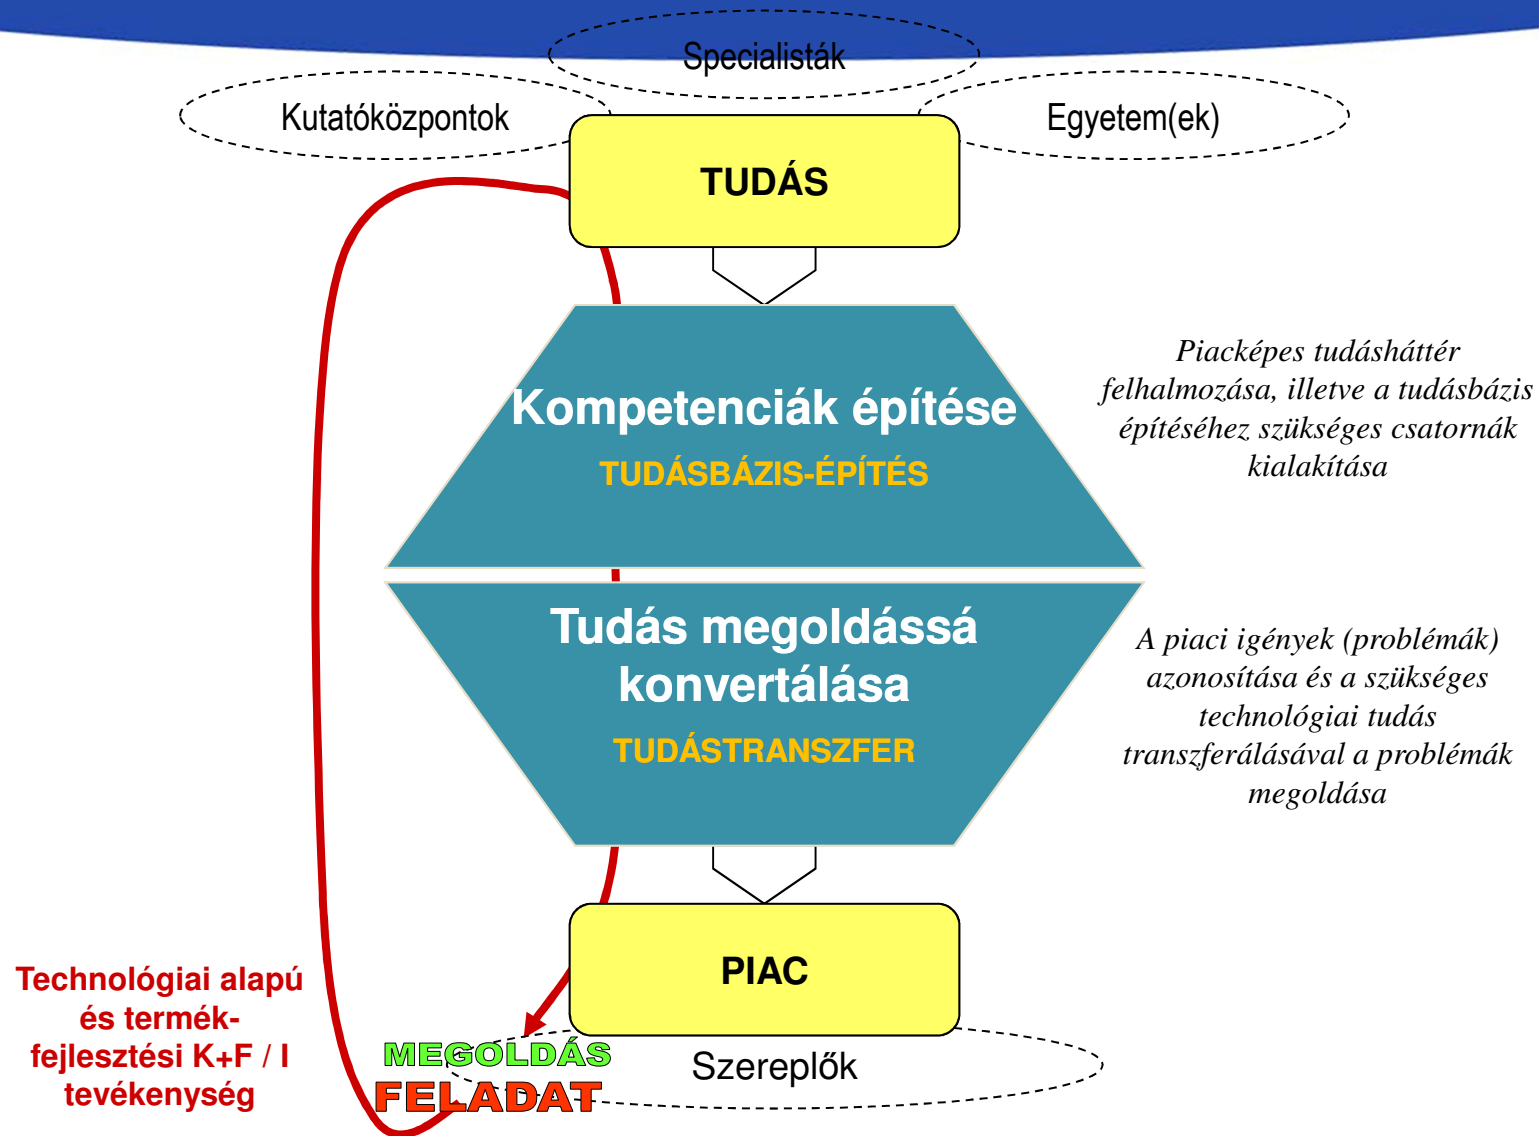 Specialisták
Kutatóközpontok
Egyetem(ek)
TUDÁS
Kompetenciák építése
TUDÁSBÁZIS-ÉPÍTÉS
Piacképes tudásháttér
felhalmozása, illetve a tudásbázis
építéséhez szükséges csatornák
kialakítása
Tudás megoldássá
konvertálása
TUDÁSTRANSZFER
A piaci igények (problémák)
azonosítása és a szükséges
technológiai tudás
transzferálásával a problémák
megoldása
PIAC
Technológiai alapú
és termék-
fejlesztési K+F / I
tevékenység
MEGOLDÁS
FELADAT
Szereplők